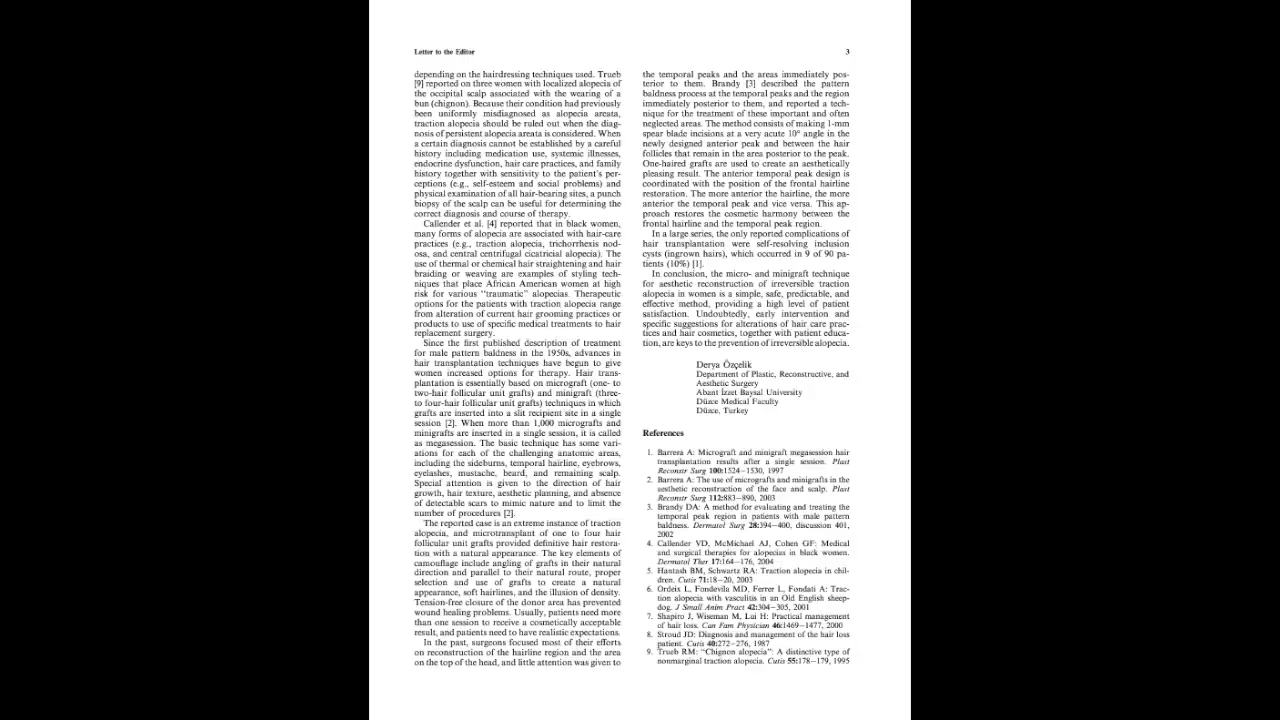 Letter to the Editor
3
depending on the hairdressing techniques used. Trueb
[9] reported on three women with localized alopecia of
the occipital scalp associated with the wearing of a
bun (chignon). Because their condition had previously
been uniformly misdiagnosed as alopecia areata,
traction alopecia should be ruled out when the diag-
nosis of persistent alopecia areata is considered. When
a certain diagnosis cannot be established by a careful
history including medication use, systemic illnesses,
endocrine dysfunction, hair care practices, and family
history together with sensitivity to the patient's per-
ceptions (e.g., self-esteem and social problems) and
physical examination of all hair-bearing sites, a punch
biopsy of the scalp can be useful for determining the
correct diagnosis and course of therapy.
Callender et al. [4] reported that in black women,
many forms of alopecia are associated with hair-care
practices (e.g., traction alopecia, trichorrhexis nod-
osa, and central centrifugal cicatricial alopecia). The
use of thermal or chemical hair straightening and hair
braiding or weaving are examples of styling tech-
niques that place African American women at high
risk for various ‘‘traumatic’’ alopecias. Therapeutic
options for the patients with traction alopecia range
from alteration of current hair grooming practices or
products to use of specific medical treatments to hair
replacement surgery.
Since the first published description of treatment
for male pattern baldness in the 1950s, advances in
hair transplantation techniques have begun to give
women increased options for therapy. Hair trans-
plantation is essentially based on micrograft (one- to
two-hair follicular unit grafts) and minigraft (three-
to four-hair follicular unit grafts) techniques in which
grafts are inserted into a slit recipient site in a single
session [2]. When more than 1,000 micrografts and
minigrafts are inserted in a single session, it is called
as megasession. The basic technique has some vari-
ations for each of the challenging anatomic areas,
including the sideburns, temporal hairline, eyebrows,
eyelashes, mustache, beard, and remaining scalp.
Special attention is given to the direction of hair
growth, hair texture, aesthetic planning, and absence
of detectable scars to mimic nature and to limit the
number of procedures [2].
The reported case is an extreme instance of traction
alopecia, and microtransplant of one to four hair
follicular unit grafts provided definitive hair restora-
tion with a natural appearance. The key elements of
camouflage include angling of grafts in their natural
direction and parallel to their natural route, proper
selection and use of grafts to create a natural
appearance, soft hairlines, and the illusion of density.
Tension-free closure of the donor area has prevented
wound healing problems. Usually, patients need more
than one session to receive a cosmetically acceptable
result, and patients need to have realistic expectations.
In the past, surgeons focused most of their efforts
on reconstruction of the hairline region and the area
on the top of the head, and little attention was given to
the temporal peaks and the areas immediately pos-
terior to them. Brandy [3] described the pattern
baldness process at the temporal peaks and the region
immediately posterior to them, and reported a tech-
nique for the treatment of these important and often
neglected areas. The method consists of making 1-mm
spear blade incisions at a very acute 10° angle in the
newly designed anterior peak and between the hair
follicles that remain in the area posterior to the peak.
One-haired grafts are used to create an aesthetically
pleasing result. The anterior temporal peak design is
coordinated with the position of the frontal hairline
restoration. The more anterior the hairline, the more
anterior the temporal peak and vice versa. This ap-
proach restores the cosmetic harmony between the
frontal hairline and the temporal peak region.
In a large series, the only reported complications of
hair transplantation were self-resolving inclusion
cysts (ingrown hairs), which occurred in 9 of 90 pa-
tients (10%) [1].
In conclusion, the micro- and minigraft technique
for aesthetic reconstruction of irreversible traction
alopecia in women is a simple, safe, predictable, and
effective method, providing a high level of patient
satisfaction. Undoubtedly, early intervention and
specific suggestions for alterations of hair care prac-
tices and hair cosmetics, together with patient educa-
tion, are keys to the prevention of irreversible alopecia.
Derya Özçelik
Department of Plastic, Reconstructive, and
Aesthetic Surgery
Abant İzzet Baysal University
Düzce Medical Faculty
Düzce, Turkey
References
1. Barrera A: Micrograft and minigraft megasession hair
transplantation results after a single session. Plast
Reconstr Surg 100:1524–1530, 1997
2. Barrera A: The use of micrografts and minigrafts in the
aesthetic reconstruction of the face and scalp. Plast
Reconstr Surg 112:883–890, 2003
3. Brandy DA: A method for evaluating and treating the
temporal peak region in patients with male pattern
baldness. Dermatol Surg 28:394–400, discussion 401,
2002
4. Callender VD, McMichael AJ, Cohen GF: Medical
and surgical therapies for alopecias in black women.
Dermatol Ther 17:164–176, 2004
5. Hantash BM, Schwartz RA: Traction alopecia in chil-
dren. Cutis 71:18–20, 2003
6. Ordeix L, Fondevila MD, Ferrer L, Fondati A: Trac-
tion alopecia with vasculitis in an Old English sheep-
dog. J Small Anim Pract 42:304–305, 2001
7. Shapiro J, Wiseman M, Lui H: Practical management
of hair loss. Can Fam Physician 46:1469–1477, 2000
8. Stroud JD: Diagnosis and management of the hair loss
patient. Cutis 40:272–276, 1987
9. Trueb RM: ‘‘Chignon alopecia’’: A distinctive type of
nonmarginal traction alopecia. Cutis 55:178–179, 1995